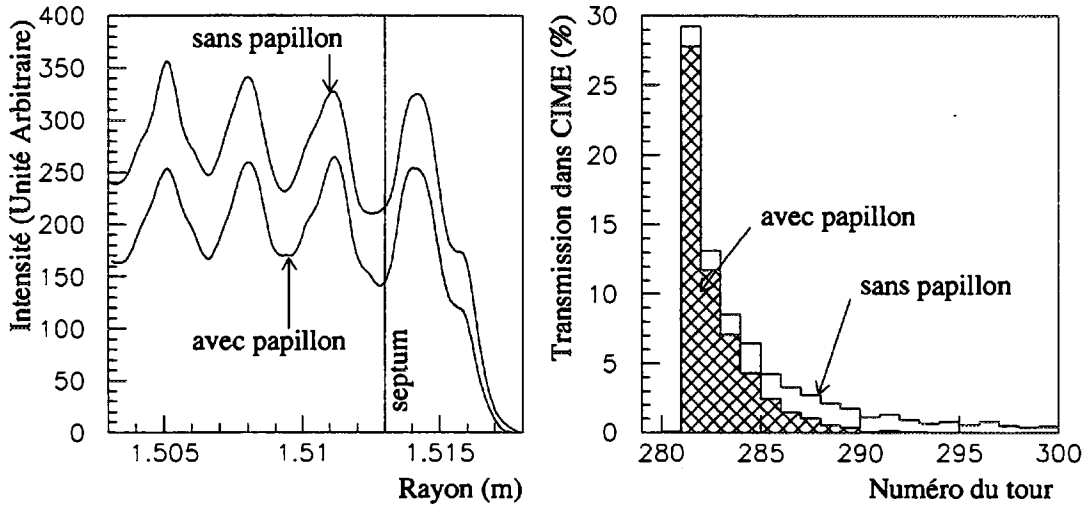 Intensité (Unité Arbitraire)
400
350
300
250
200
150
100
50
0
sans papillon
avec papillon
septum
1.505
1.51
1.515
Rayon (m)
Transmission dans CIME (%)
30
25
20
15
10
5
0
avec papillon
sans papillon
280
285
290
295
300
Numéro du tour